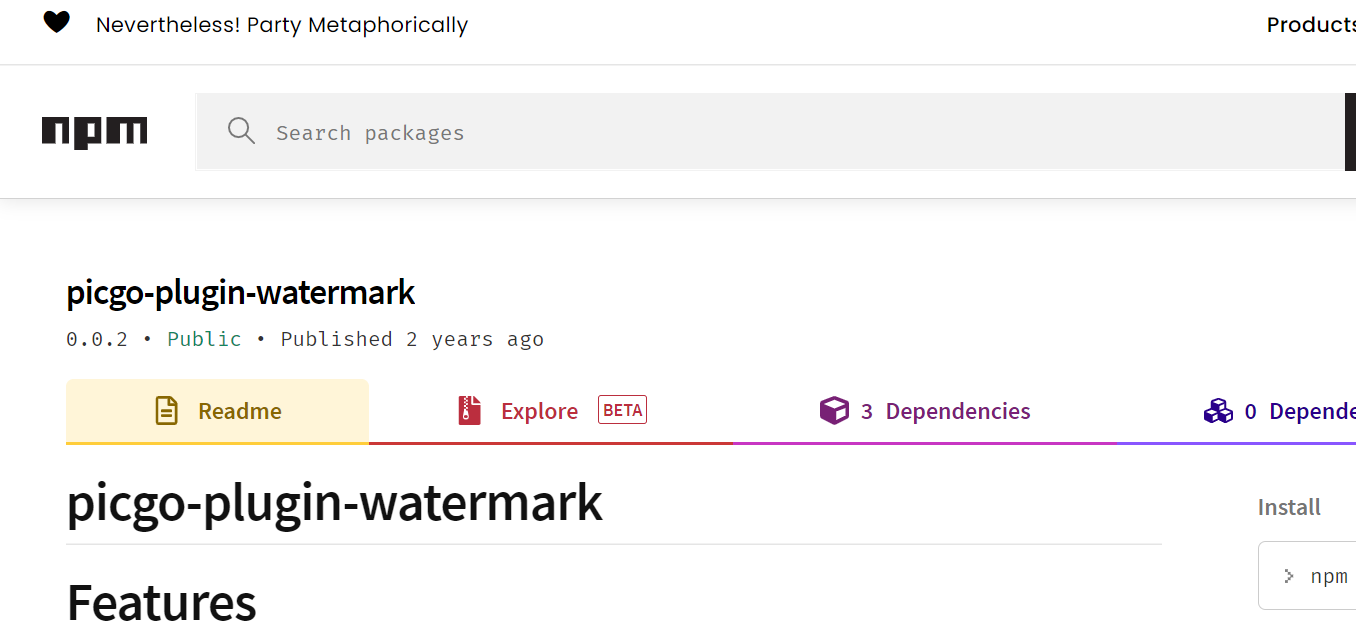 Nevertheless! Party Metaphorically
Products
npm
Search packages
picgo-plugin-watermark
0.0.2 • Public • Published 2 years ago
Readme
Explore BETA
3 Dependencies
0 Depende
picgo-plugin-watermark
Install
> npm
Features